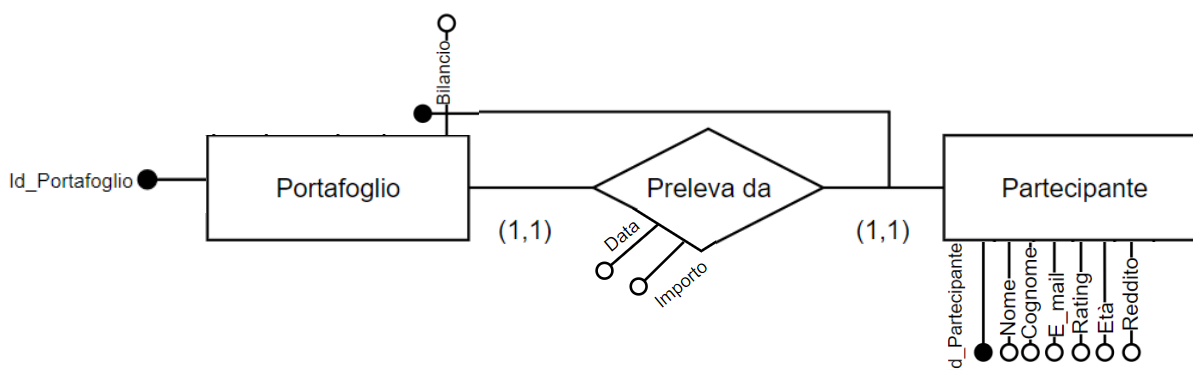 Bilancio
Id_Portafoglio
Portafoglio
Preleva da
Partecipante
(1,1)
(1,1)
Data
Importo
d_Partecipante
Nome
Cognome
E_mail
Rating
Età
Reddito